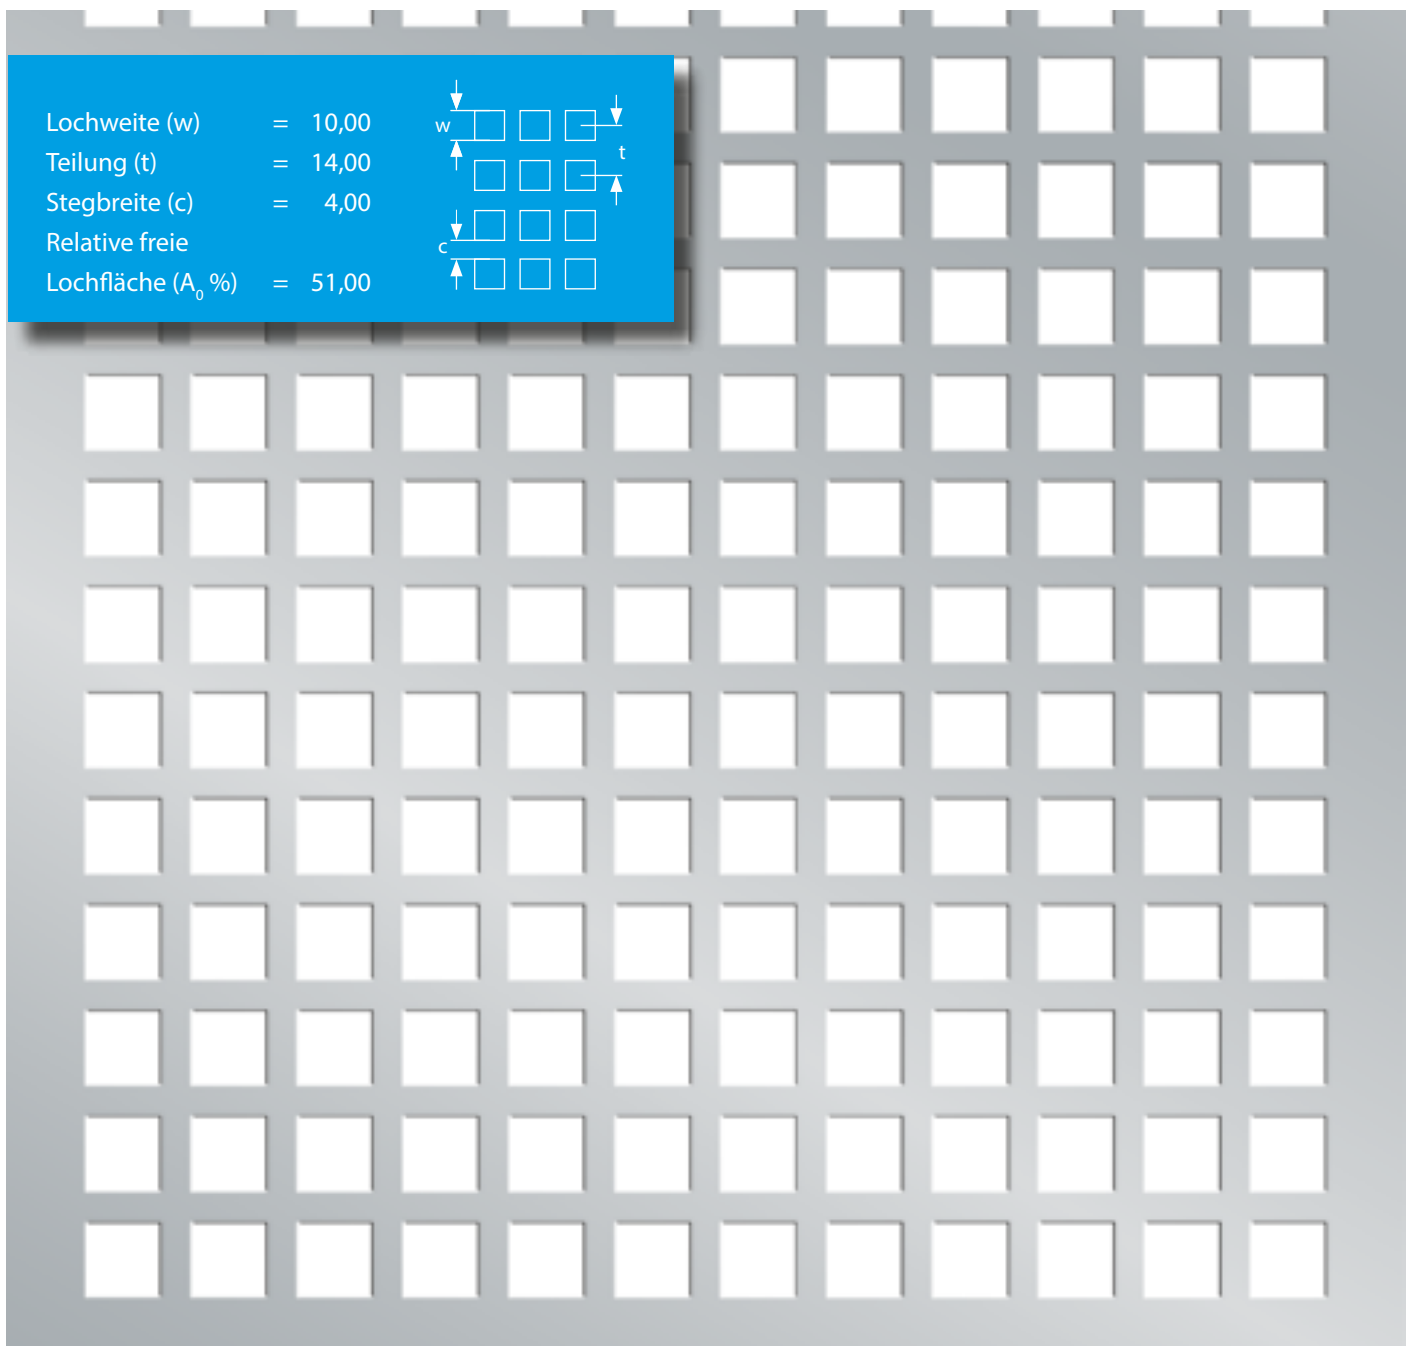 Lochweite (w) = 10,00
Teilung (t) = 14,00
Stegbreite (c) = 4,00
Relative freie
Lochfläche (A0 %) = 51,00
w
t
c